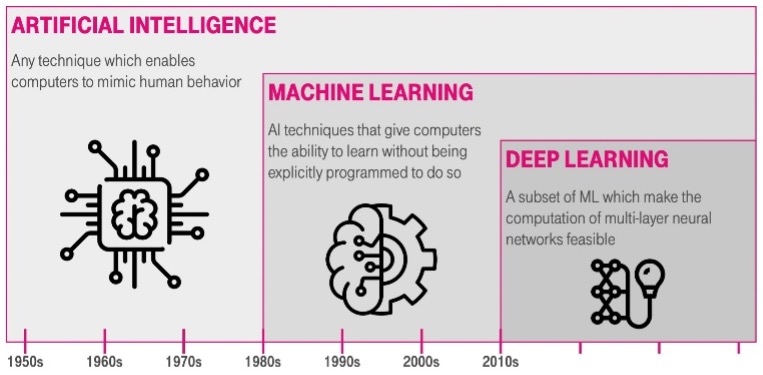 ARTIFICIAL INTELLIGENCE
Any technique which enables
computers to mimic human behavior
MACHINE LEARNING
AI techniques that give computers
the ability to learn without being
explicitly programmed to do so
DEEP LEARNING
A subset of ML which make the
computation of multi-layer neural
networks feasible
1950s 1960s 1970s 1980s 1990s 2000s 2010s